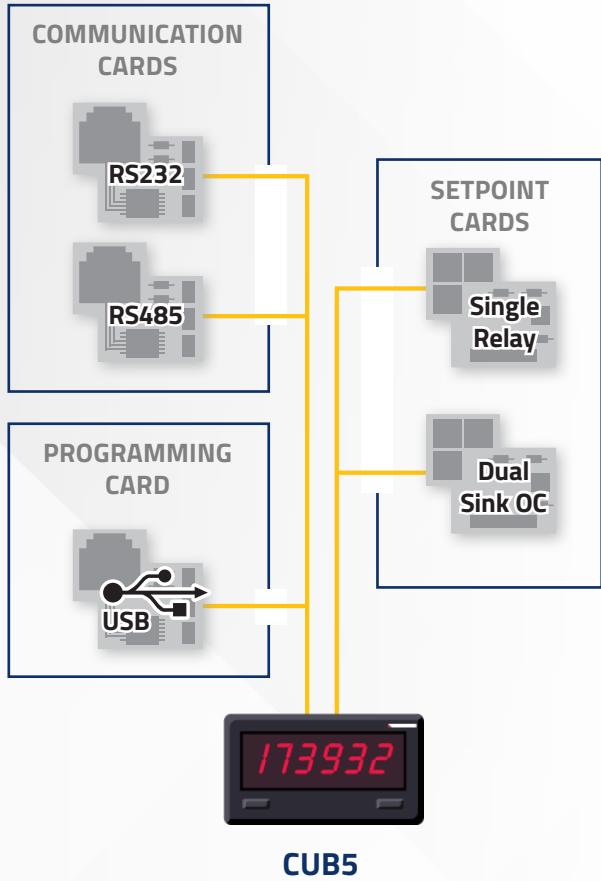 COMMUNICATION
CARDS
RS232
RS485
PROGRAMMING
CARD
USB
SETPOINT
CARDS
Single
Relay
Dual
Sink OC
173932
CUB5